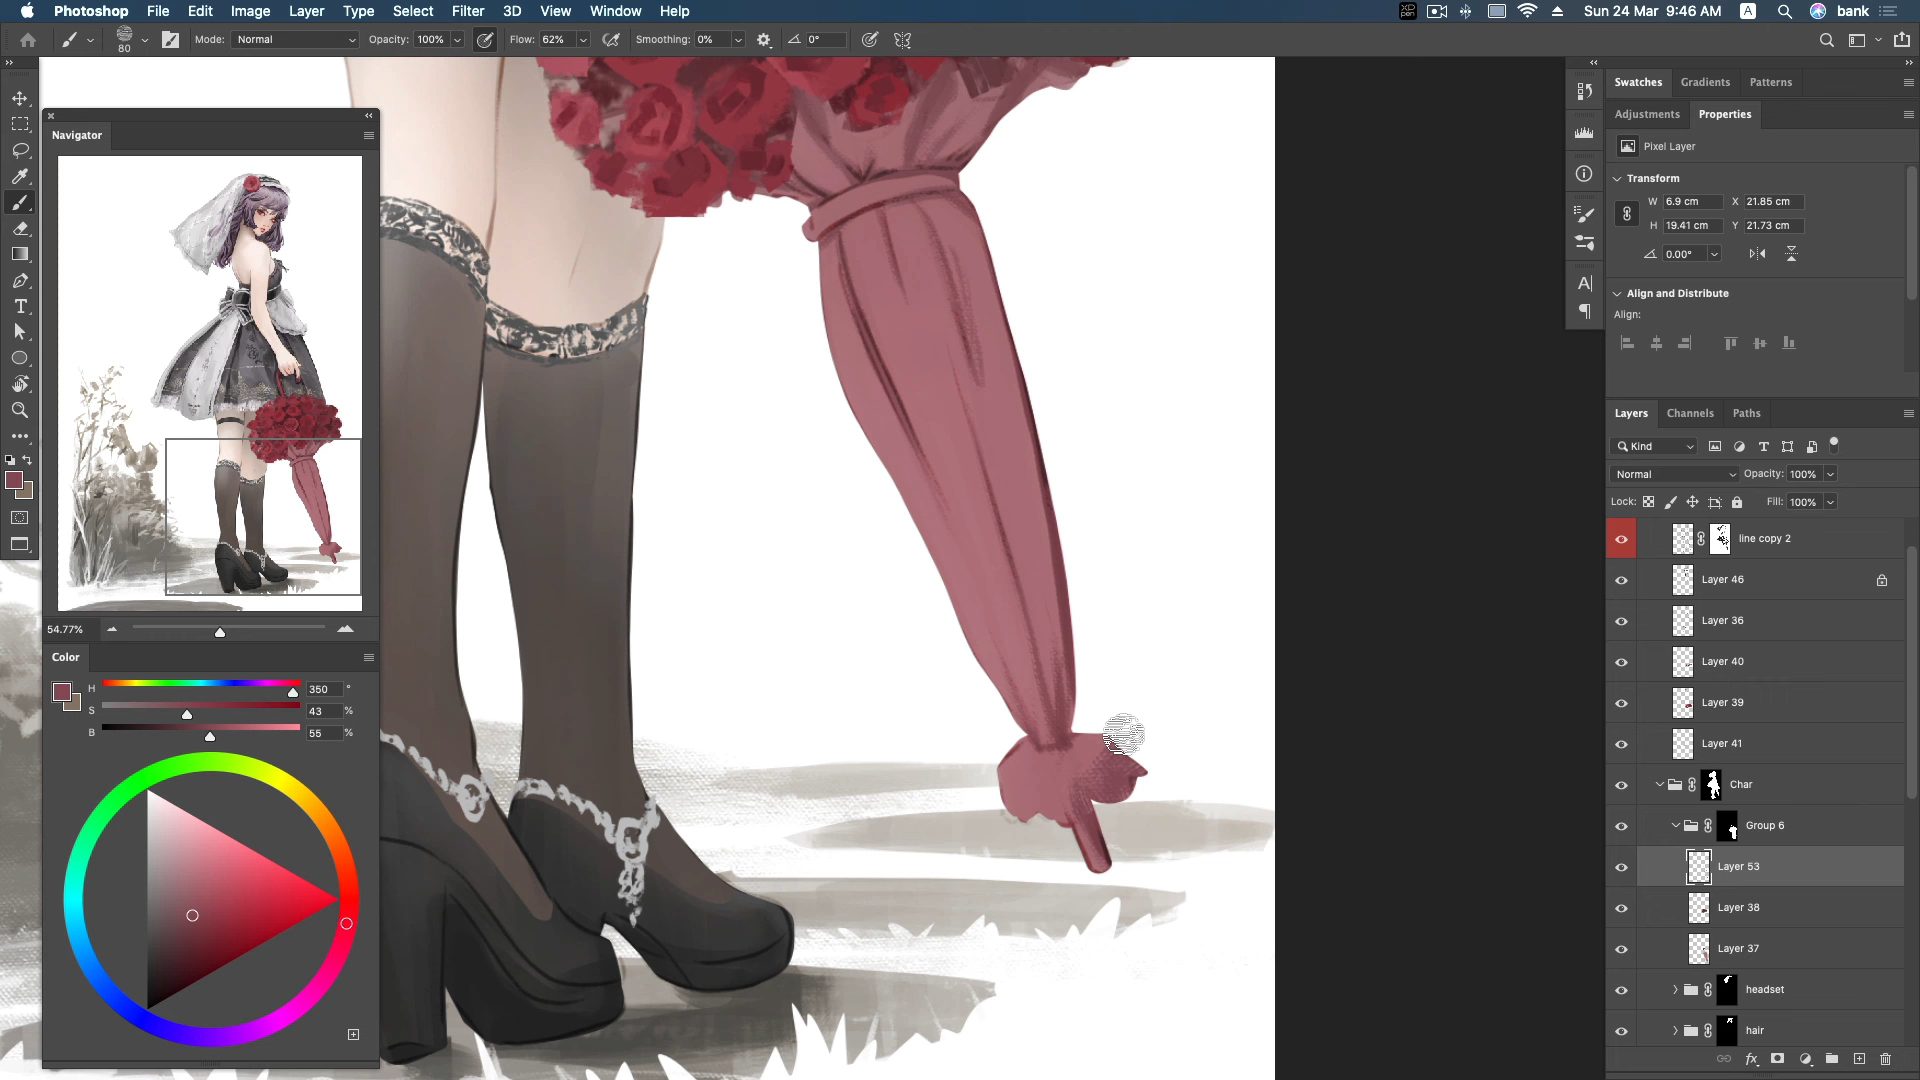 Photoshop File Edit Image Layer Type Select Filter 3D View Window Help
XP pen Sun 24 Mar 9:46 AM A bank
80 Mode: Normal Opacity: 100% Flow: 62% Smoothing: 0% 0°
Navigator
54.77%
Color
H 350 °
S 43 %
B 55 %
Swatches Gradients Patterns
Adjustments Properties
Pixel Layer
Transform
W 6.9 cm X 21.85 cm
H 19.41 cm Y 21.73 cm
0.00°
Align and Distribute
Align:
Layers Channels Paths
Kind
Normal Opacity: 100%
Lock: Fill: 100%
line copy 2
Layer 46
Layer 36
Layer 40
Layer 39
Layer 41
Char
Group 6
Layer 53
Layer 38
Layer 37
headset
hair